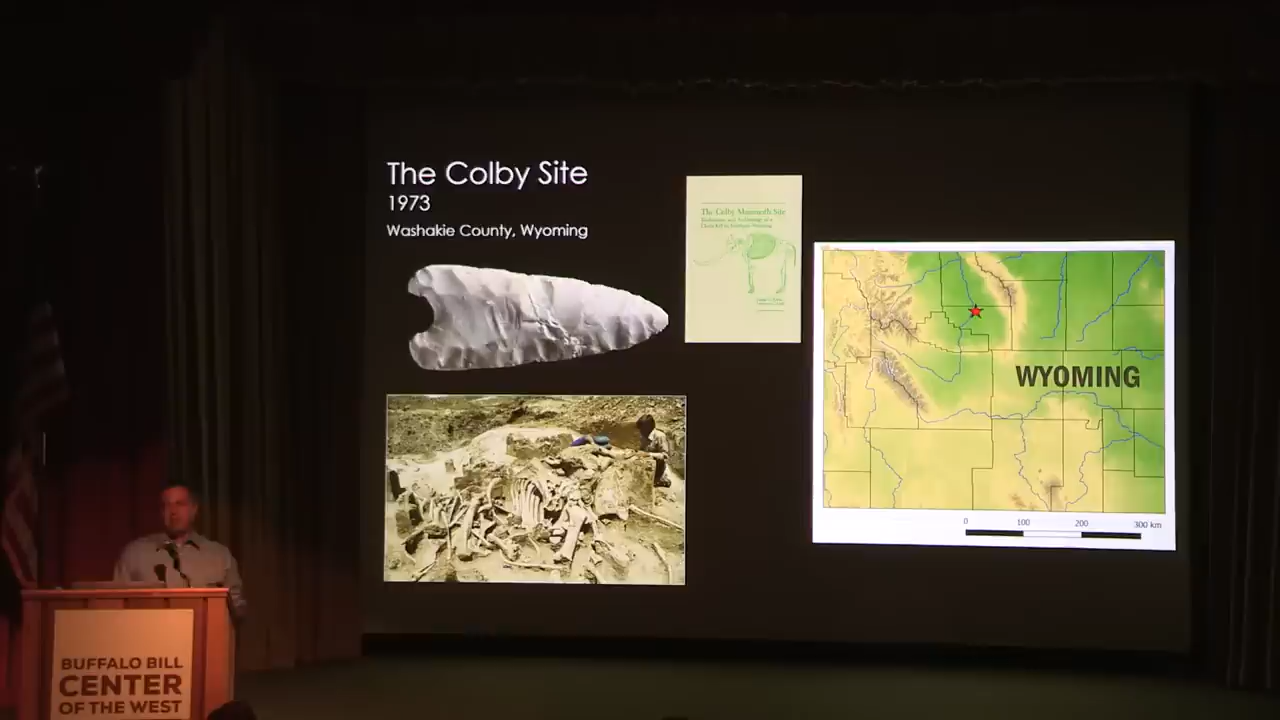 The Colby Site
1973
Washakie County, Wyoming
The Colby Mammoth Site
WYOMING
0 100 200 300 km
BUFFALO BILL
CENTER
OF THE WEST